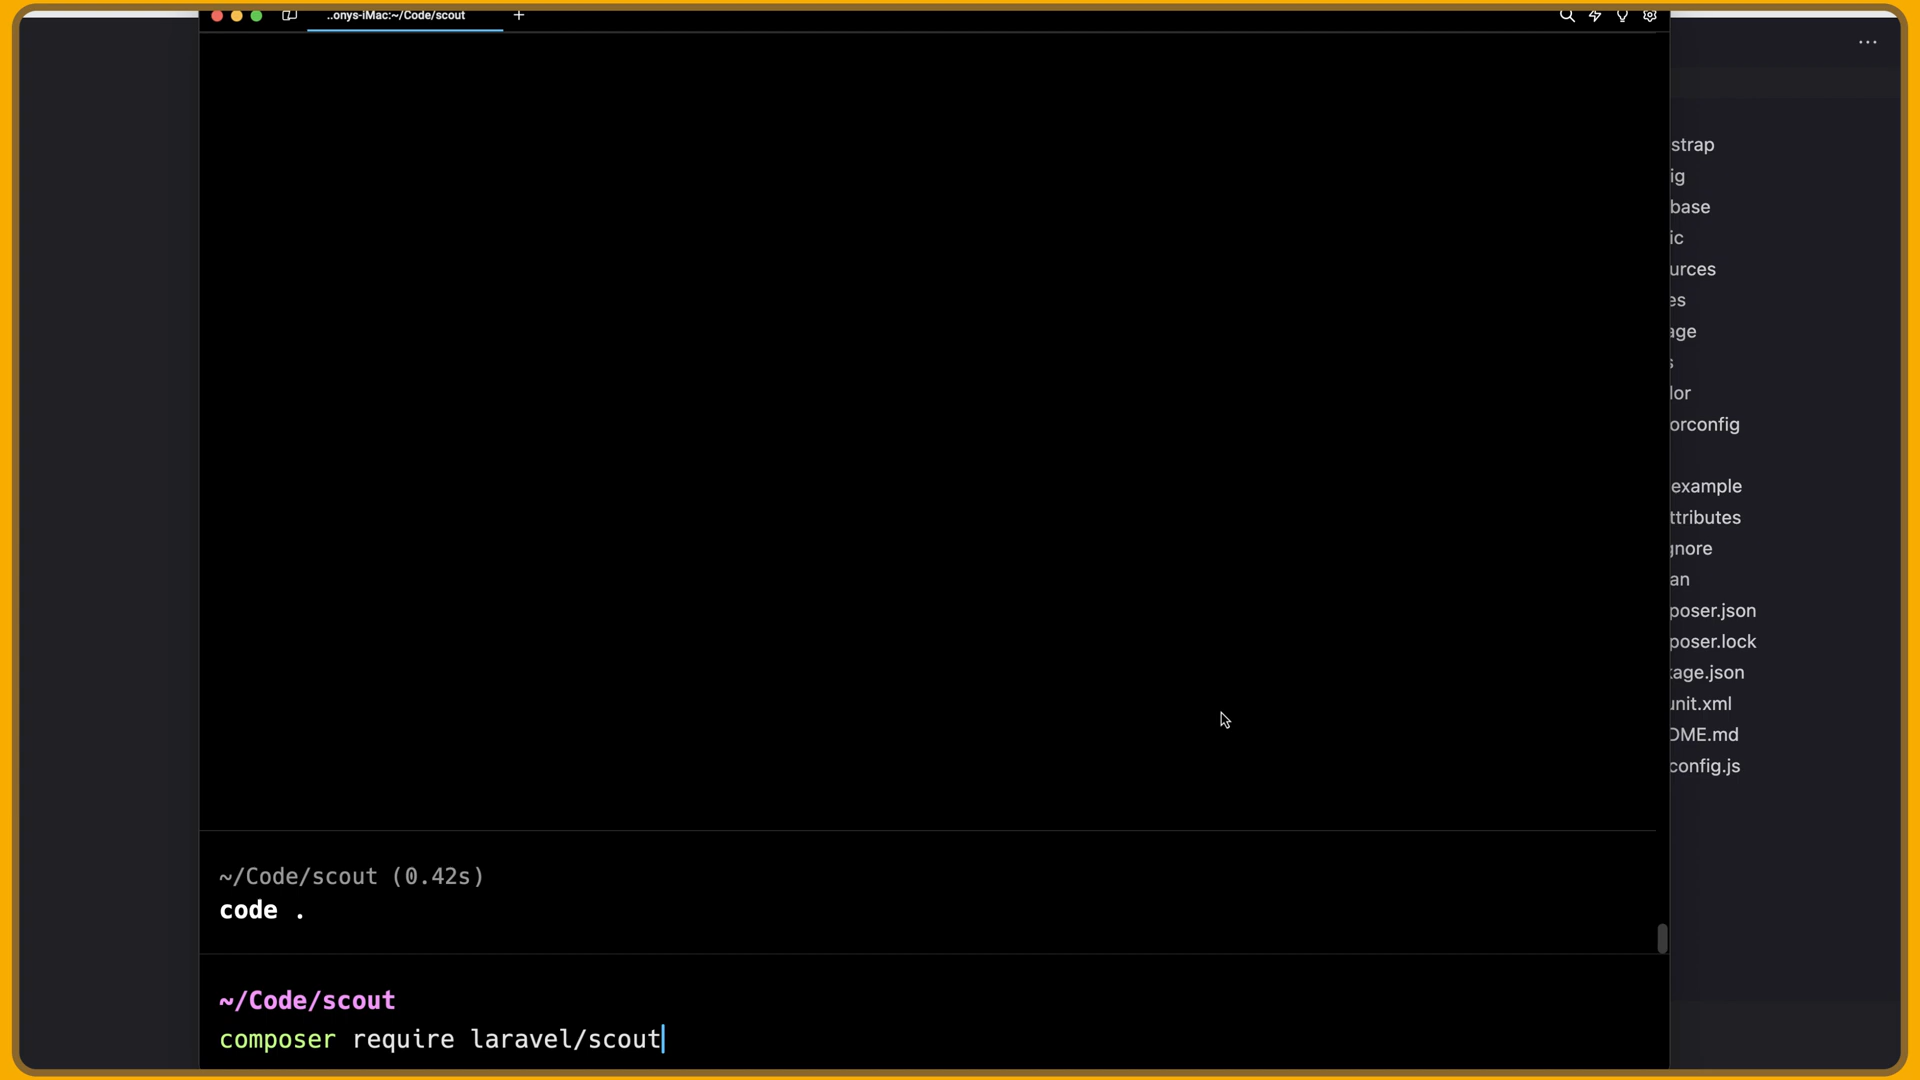 ..onys-iMac:~/Code/scout
strap
ig
base
ic
urces
es
age
s
lor
orconfig
example
ttributes
gnore
an
poser.json
poser.lock
kage.json
unit.xml
DME.md
config.js
~/Code/scout (0.42s)
code .
~/Code/scout
composer require laravel/scout